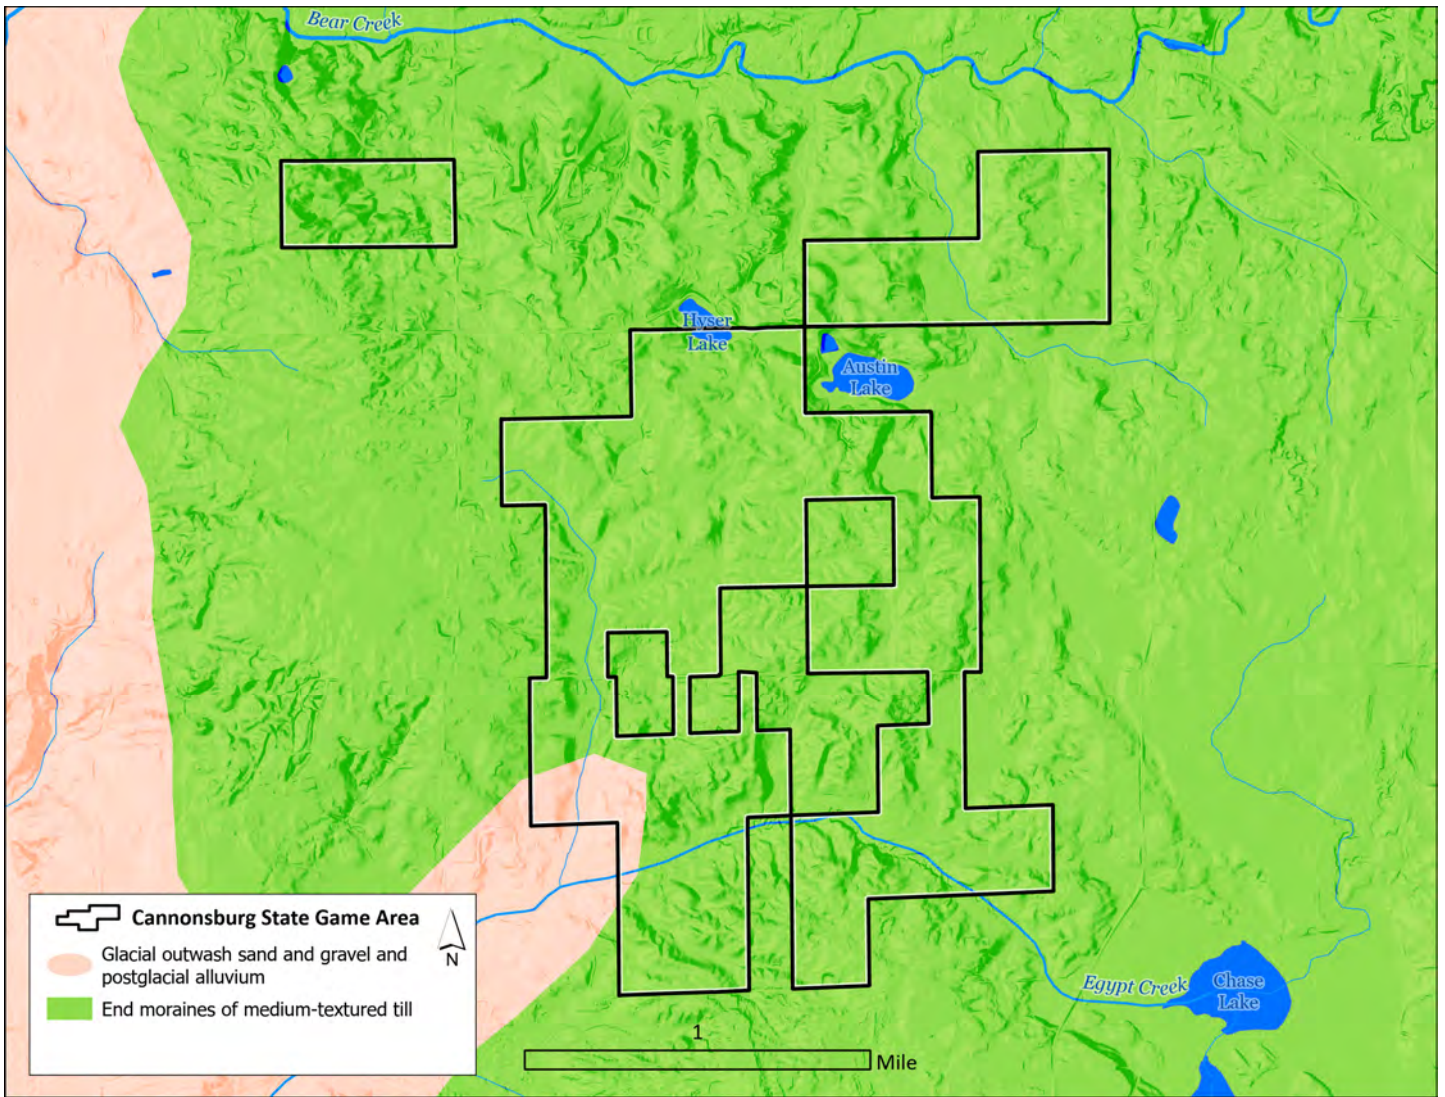 Bear Creek
Hyser
Lake
Austin
Lake
Cannonsburg State Game Area
Glacial outwash sand and gravel and
postglacial alluvium
N
End moraines of medium-textured till
Egypt Creek
Chase
Lake
1
Mile